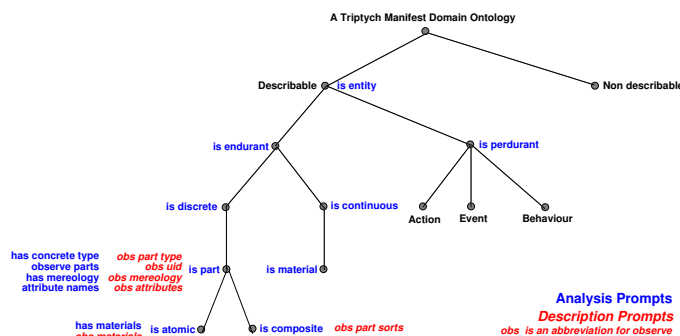 A Triptych Manifest Domain Ontology
Describable
is entity
Non describable
is endurant
is perdurant
is discrete
is continuous
Action
Event
Behaviour
has concrete type
obs part type
observe parts
obs uid
has mereology
obs mereology
attribute names
obs attributes
is part
is material
has materials
obs materials
is atomic
is composite
obs part sorts
Analysis Prompts
Description Prompts
obs is an abbreviation for observe